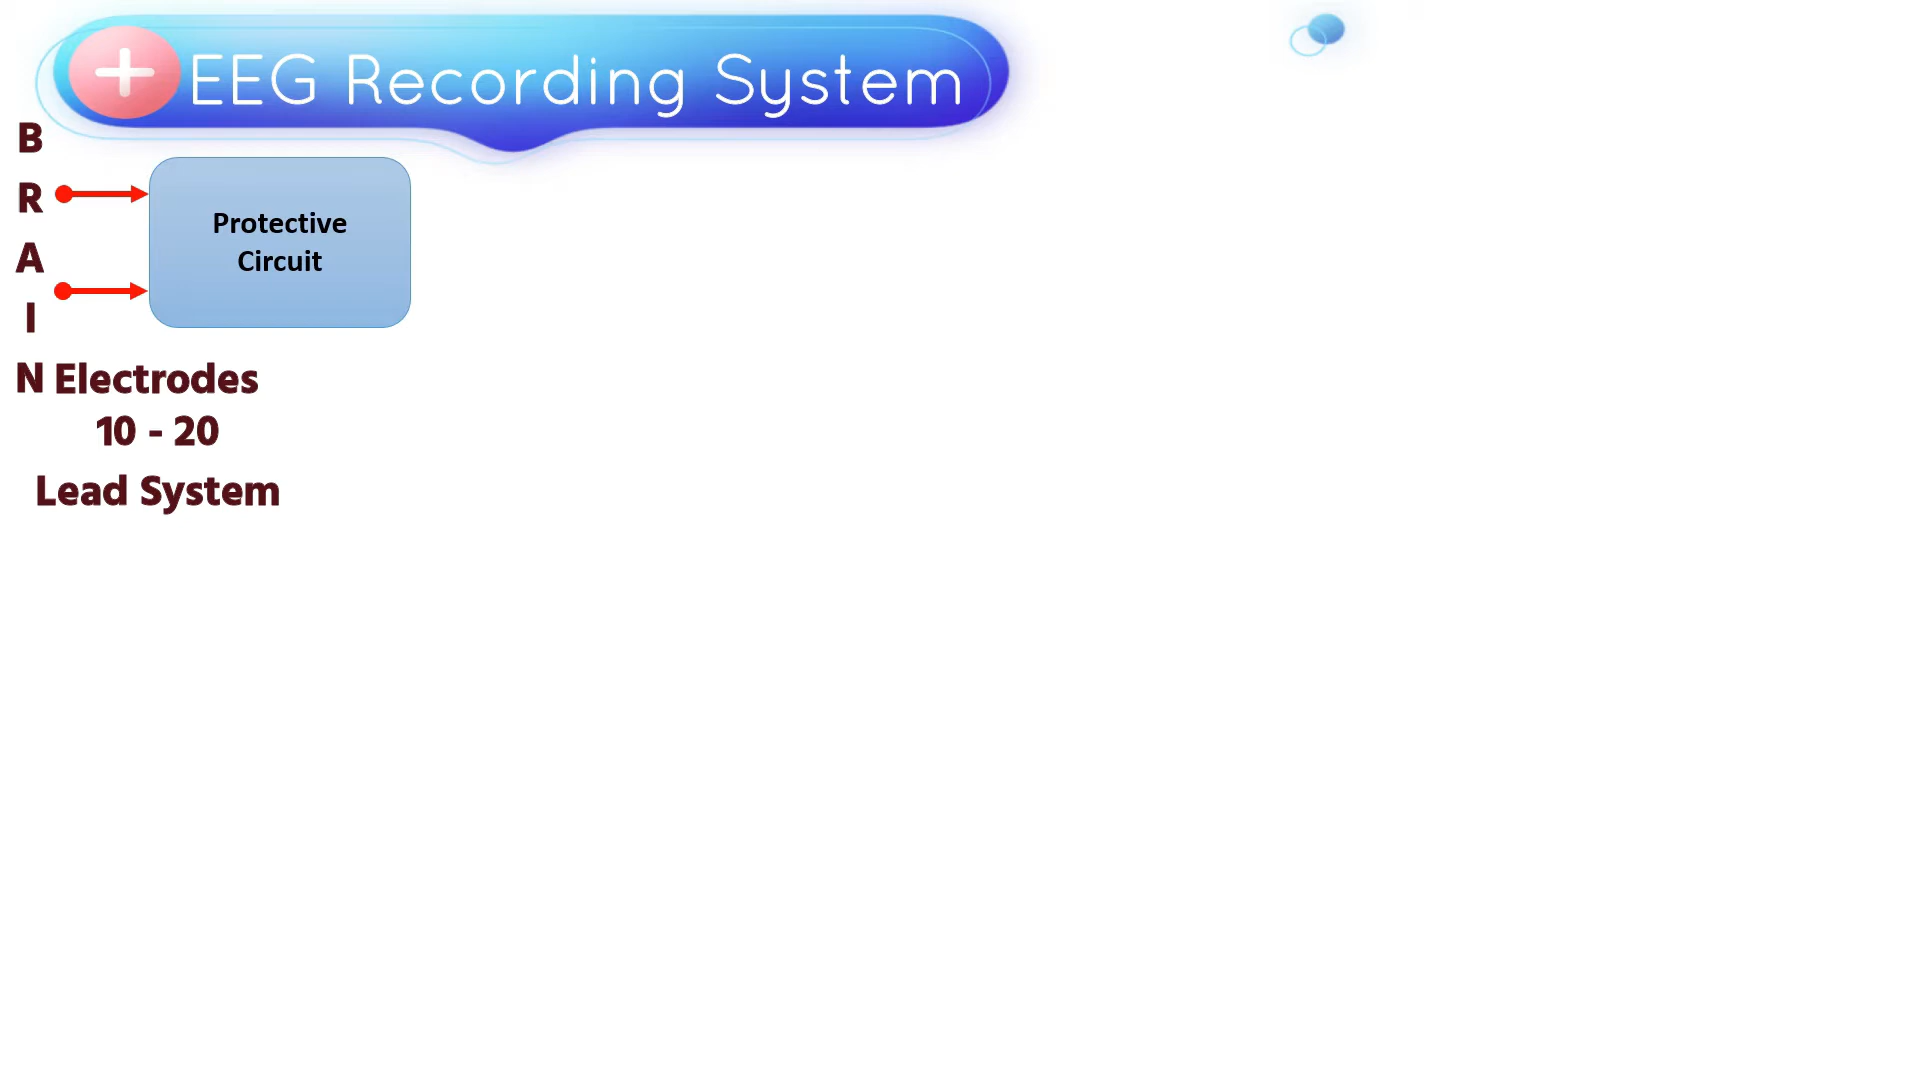 EEG Recording System
B
R
A
I
N
Protective
Circuit
Electrodes
10 - 20
Lead System